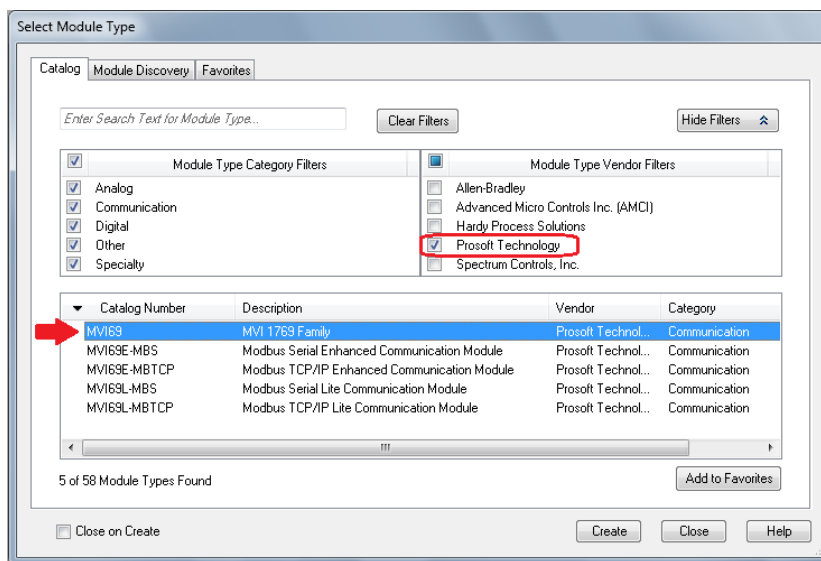 Select Module Type
Catalog Module Discovery Favorites
Enter Search Text for Module Type... Clear Filters Hide Filters
Module Type Category Filters Module Type Vendor Filters
Analog Allen-Bradley
Communication Advanced Micro Controls Inc. (AMCI)
Digital Hardy Process Solutions
Other Prosoft Technology
Specialty Spectrum Controls, Inc.
Catalog Number Description Vendor Category
MVI69 MVI 1769 Family Prosoft Technol... Communication
MVI69E-MBS Modbus Serial Enhanced Communication Module Prosoft Technol... Communication
MVI69E-MBTCP Modbus TCP/IP Enhanced Communication Module Prosoft Technol... Communication
MVI69L-MBS Modbus Serial Lite Communication Module Prosoft Technol... Communication
MVI69L-MBTCP Modbus TCP/IP Lite Communication Module Prosoft Technol... Communication
5 of 58 Module Types Found Add to Favorites
Close on Create Create Close Help